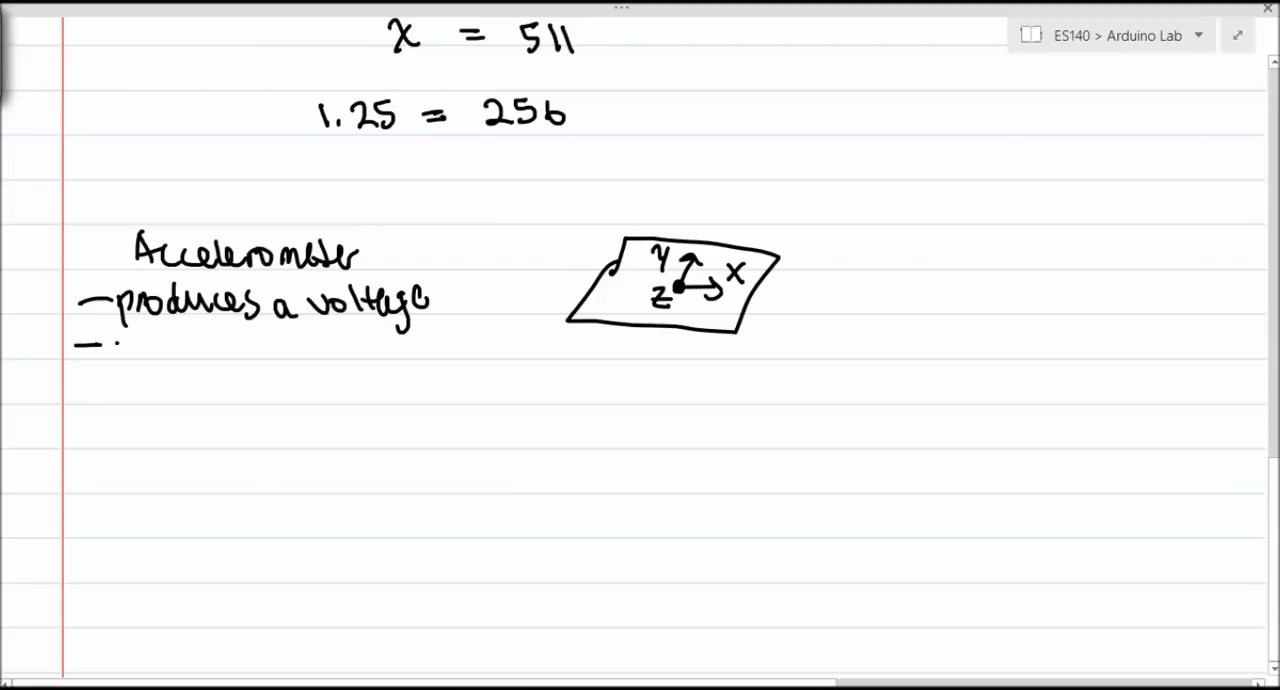 x = 511
ES140 > Arduino Lab
1.25 = 256
Accelerometer
- produces a voltage
-
Y
X
Z